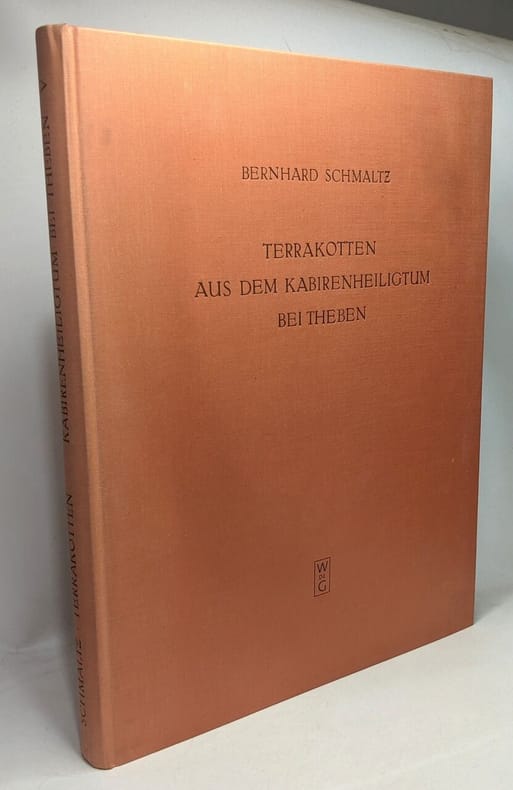 BERNHARD SCHMALTZ
TERRAKOTTEN
AUS DEM KABIRENHEILIGTUM
BEI THEBEN
W
DE
G
SCHMALTZ · TERRAKOTTEN
KABIRENHEILIGTUM BEI THEBEN V